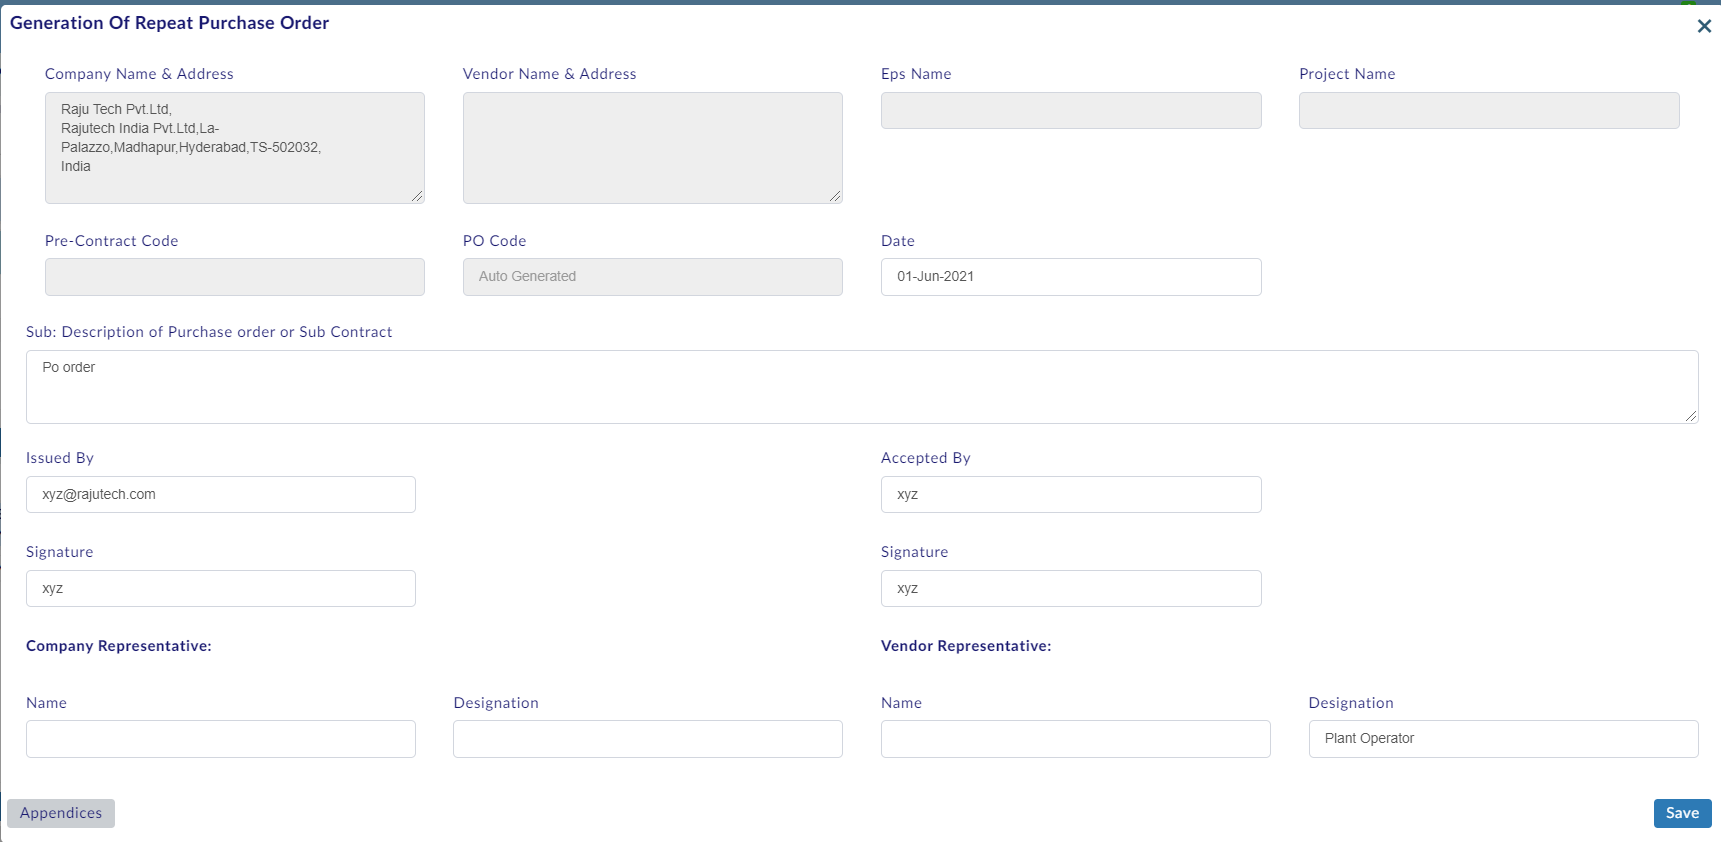 Generation Of Repeat Purchase Order
Company Name & Address
Vendor Name & Address
Eps Name
Project Name
Raju Tech Pvt.Ltd,
Rajutech India Pvt.Ltd,La-
Palazzo,Madhapur,Hyderabad,TS-502032,
India
Pre-Contract Code
PO Code
Date
Auto Generated
01-Jun-2021
Sub: Description of Purchase order or Sub Contract
Po order
Issued By
Accepted By
xyz@rajutech.com
xyz
Signature
Signature
xyz
xyz
Company Representative:
Vendor Representative:
Name
Designation
Name
Designation
Plant Operator
Appendices
Save